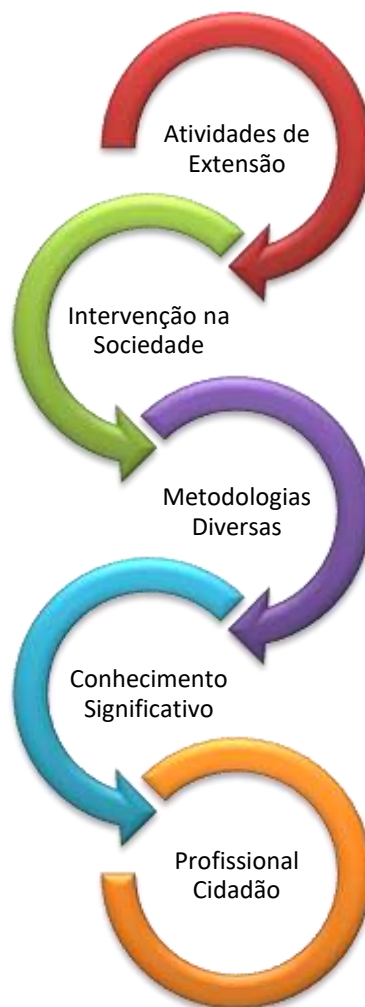 Atividades de
Extensão
Intervenção na
Sociedade
Metodologias
Diversas
Conhecimento
Significativo
Profissional
Cidadão